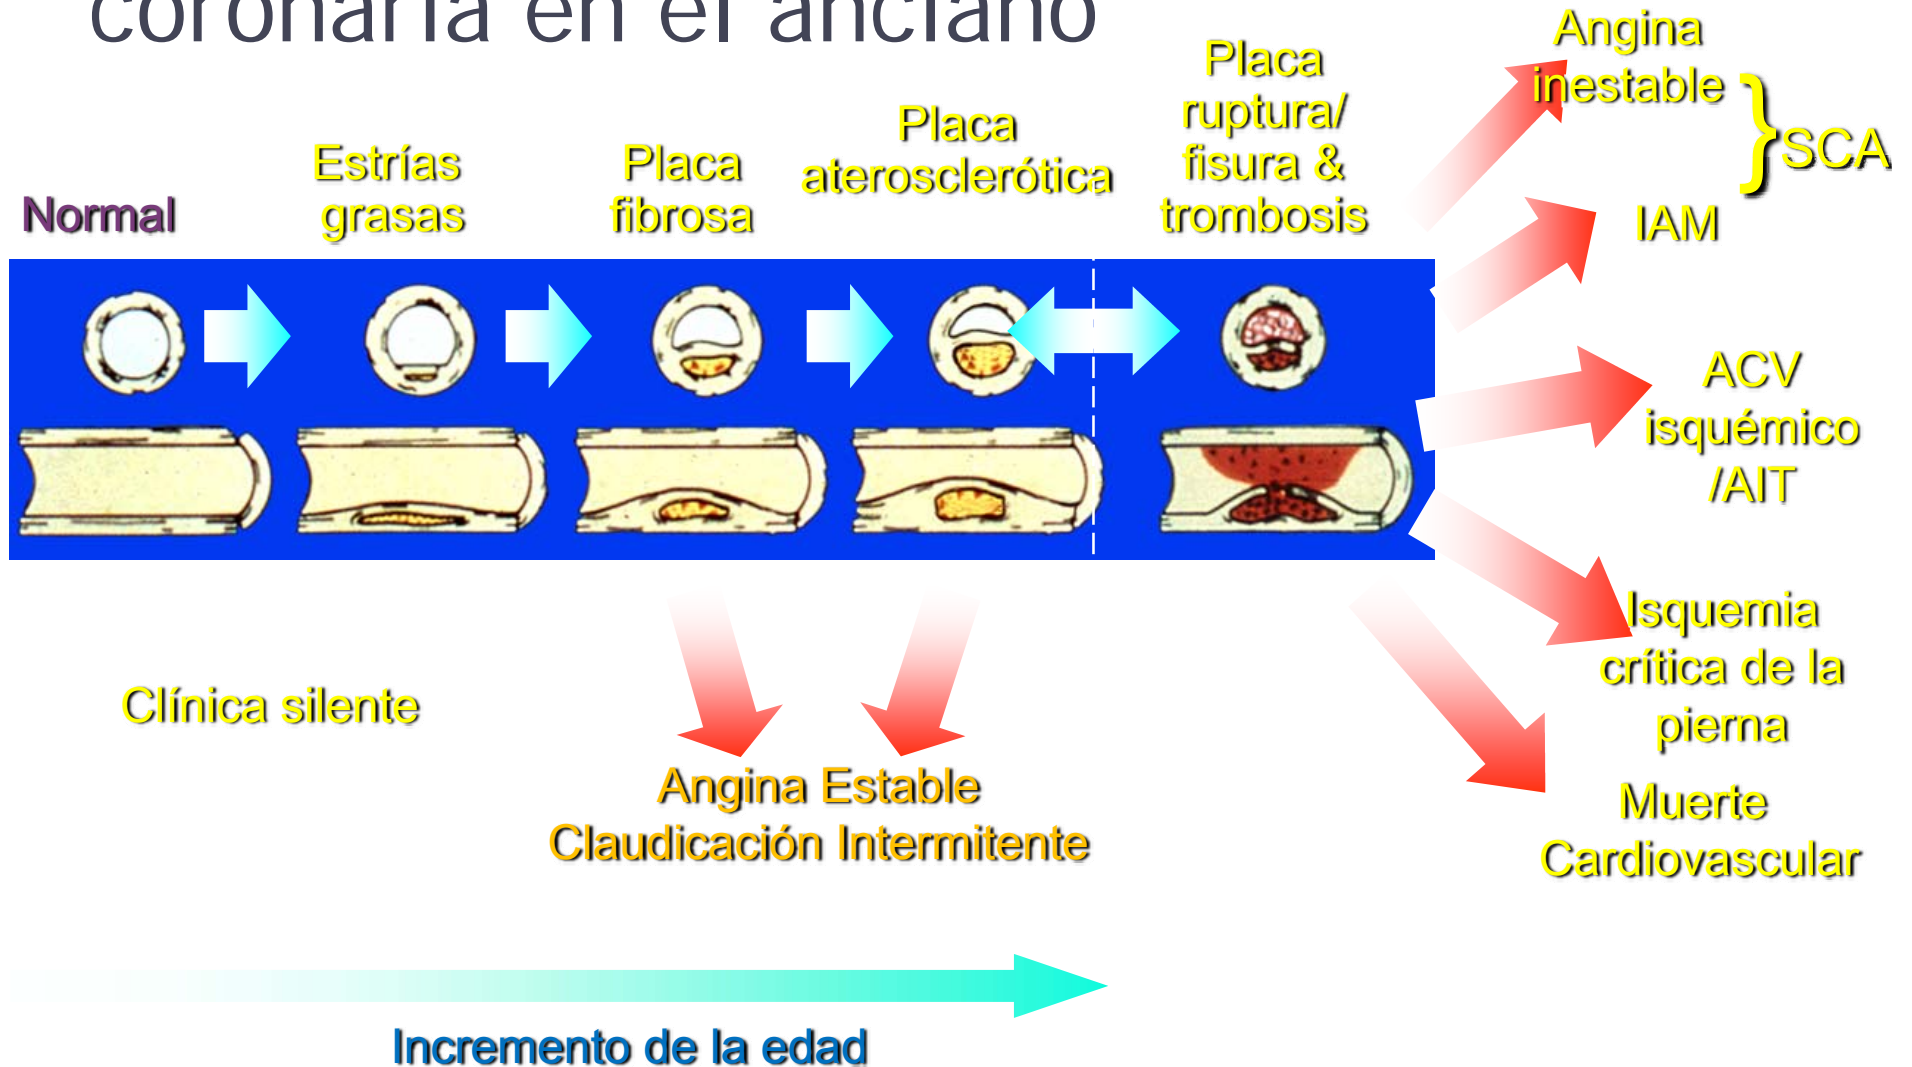 coronaria en el anciano
Normal
Estrías
grasas
Placa
fibrosa
Placa
aterosclerótica
Placa
ruptura/
fisura &
trombosis
Angina
inestable
}
SCA
IAM
ACV
isquémico
/AIT
Isquemia
crítica de la
pierna
Muerte
Cardiovascular
Clínica silente
Angina Estable
Claudicación Intermitente
Incremento de la edad